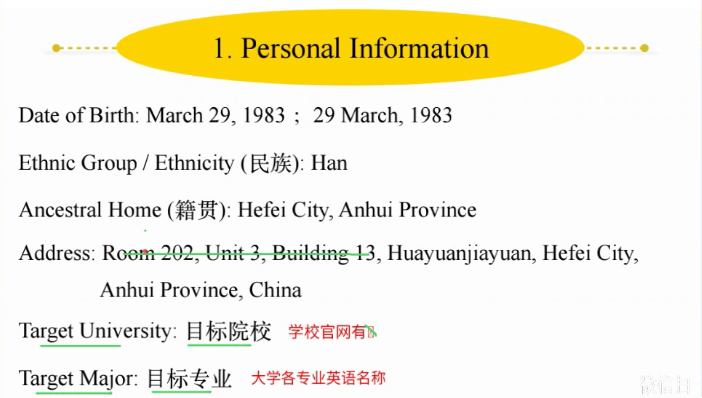 1. Personal Information
Date of Birth: March 29, 1983 ; 29 March, 1983
Ethnic Group / Ethnicity (民族): Han
Ancestral Home (籍贯): Hefei City, Anhui Province
Address: Room 202, Unit 3, Building 13, Huayuanjiayuan, Hefei City,
Anhui Province, China
Target University: 目标院校 学校官网有
Target Major: 目标专业 大学各专业英语名称